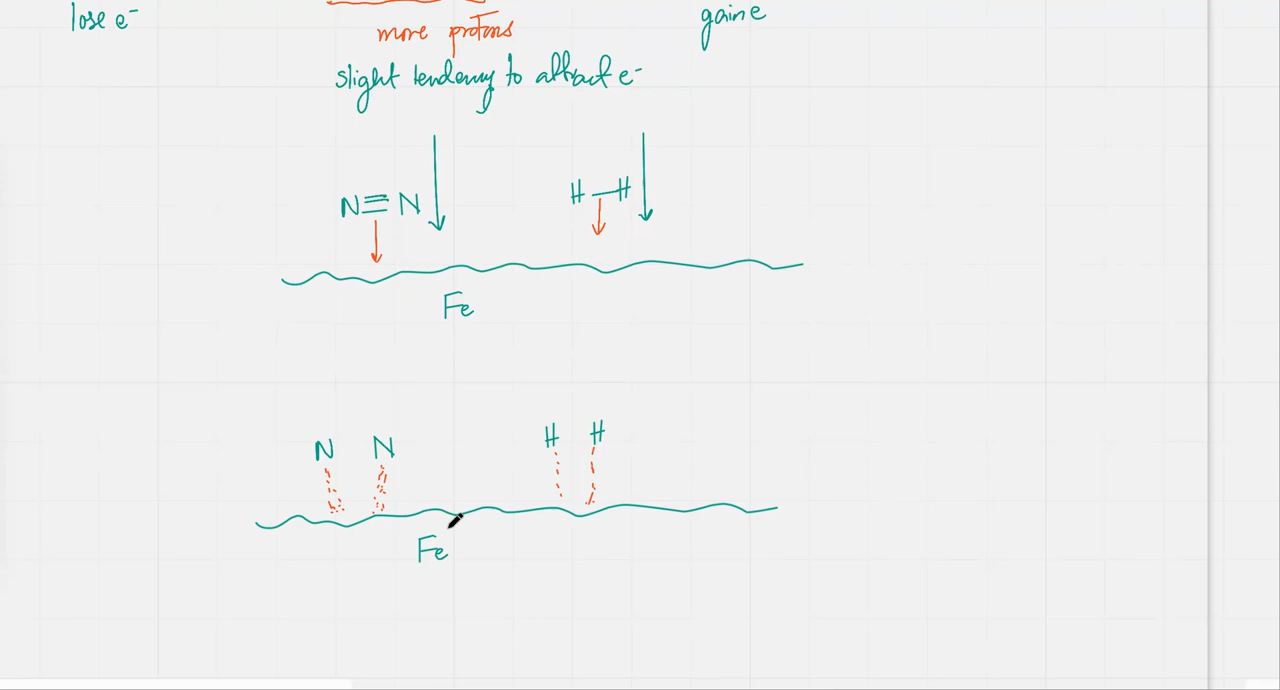 lose e⁻
more protons
gain e
slight tendency to attract e⁻
N≡N
H—H
Fe
N N
H H
Fe